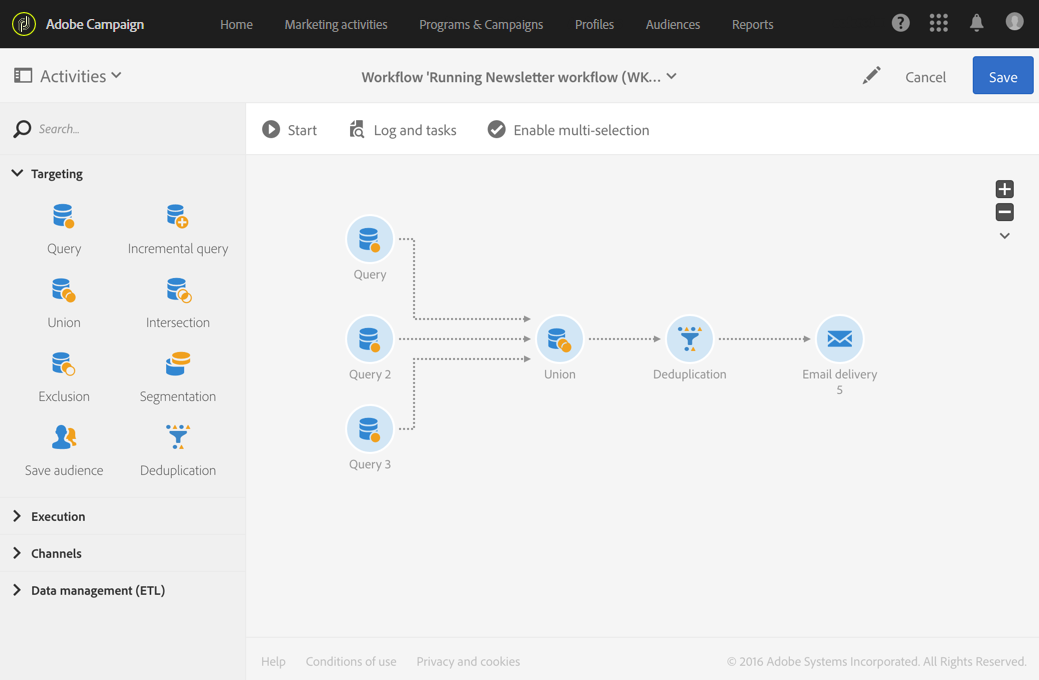 Adobe Campaign
Home
Marketing activities
Programs & Campaigns
Profiles
Audiences
Reports
Activities
Workflow 'Running Newsletter workflow (WK...
Cancel
Save
Search...
Start
Log and tasks
Enable multi-selection
Targeting
Query
Incremental query
Union
Intersection
Exclusion
Segmentation
Save audience
Deduplication
Execution
Channels
Data management (ETL)
Query
Query 2
Query 3
Union
Deduplication
Email delivery
5
Help
Conditions of use
Privacy and cookies
© 2016 Adobe Systems Incorporated. All Rights Reserved.